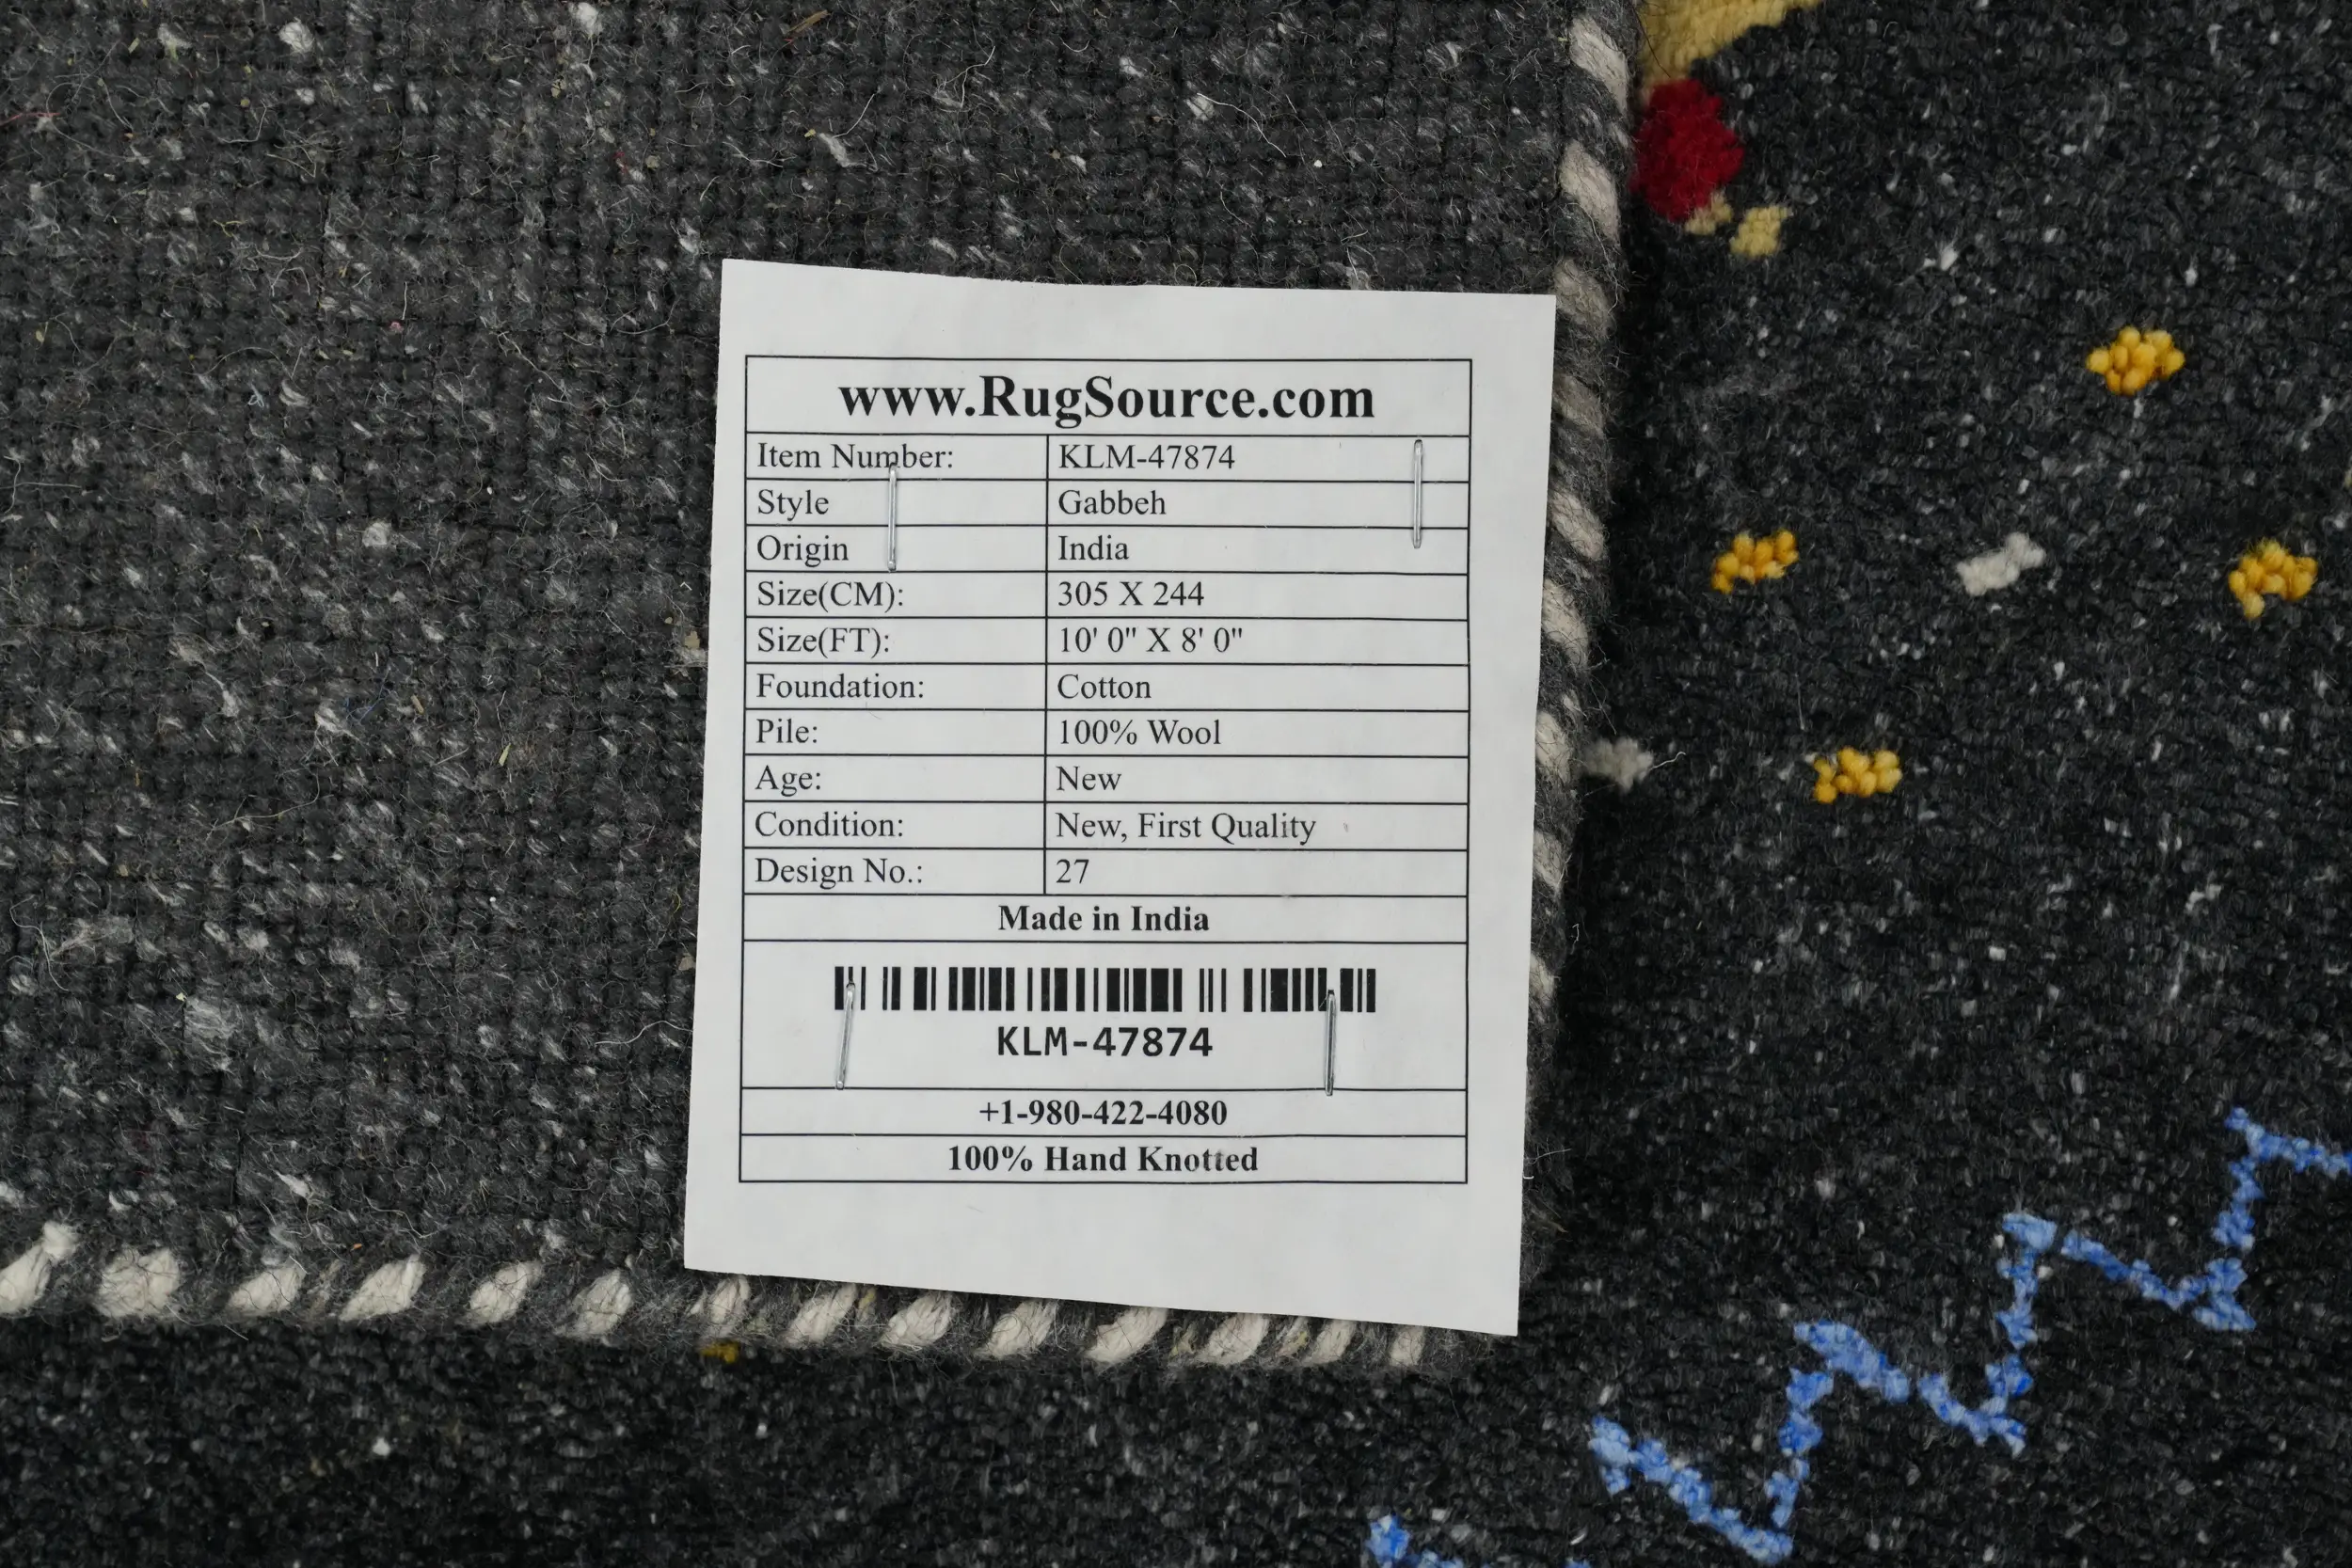 www.RugSource.com
Item Number: KLM-47874
Style Gabbeh
Origin India
Size(CM): 305 X 244
Size(FT): 10' 0" X 8' 0"
Foundation: Cotton
Pile: 100% Wool
Age: New
Condition: New, First Quality
Design No.: 27
Made in India
KLM-47874
+1-980-422-4080
100% Hand Knotted